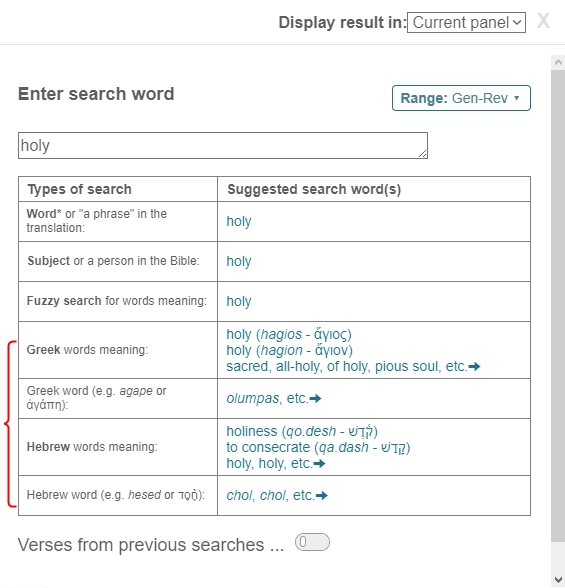 Display result in: Current panel X
Enter search word
Range: Gen-Rev
holy
Types of search Suggested search word(s)
Word* or "a phrase" in the
translation:
holy
Subject or a person in the Bible: holy
Fuzzy search for words meaning: holy
Greek words meaning:
holy (hagios - ἅγιος)
holy (hagion - ἅγιον)
sacred, all-holy, of holy, pious soul, etc.🡆
Greek word (e.g. agape or
ἀγάπη):
olumpas, etc.🡆
Hebrew words meaning:
holiness (qo.desh - קֹ֫דֶשׁ)
to consecrate (qa.dash - קָדַשׁ)
holy, holy, etc.🡆
Hebrew word (e.g. hesed or חֶ֫סֶד):
chol, chol, etc.🡆
Verses from previous searches ...